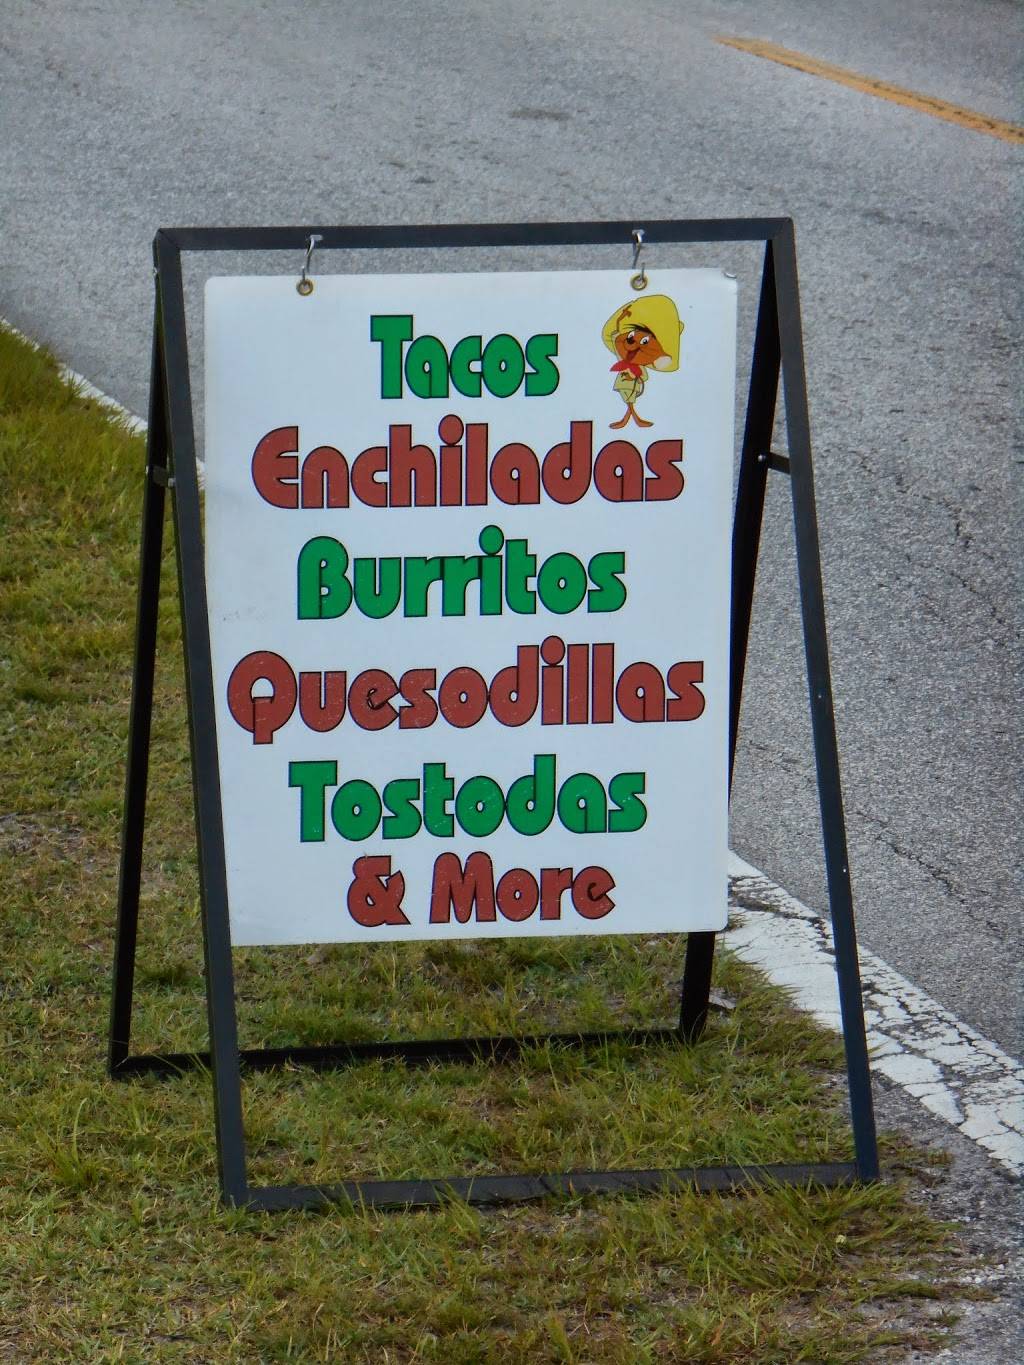 Tacos
Enchiladas
Burritos
Quesodillas
Tostodas
& More